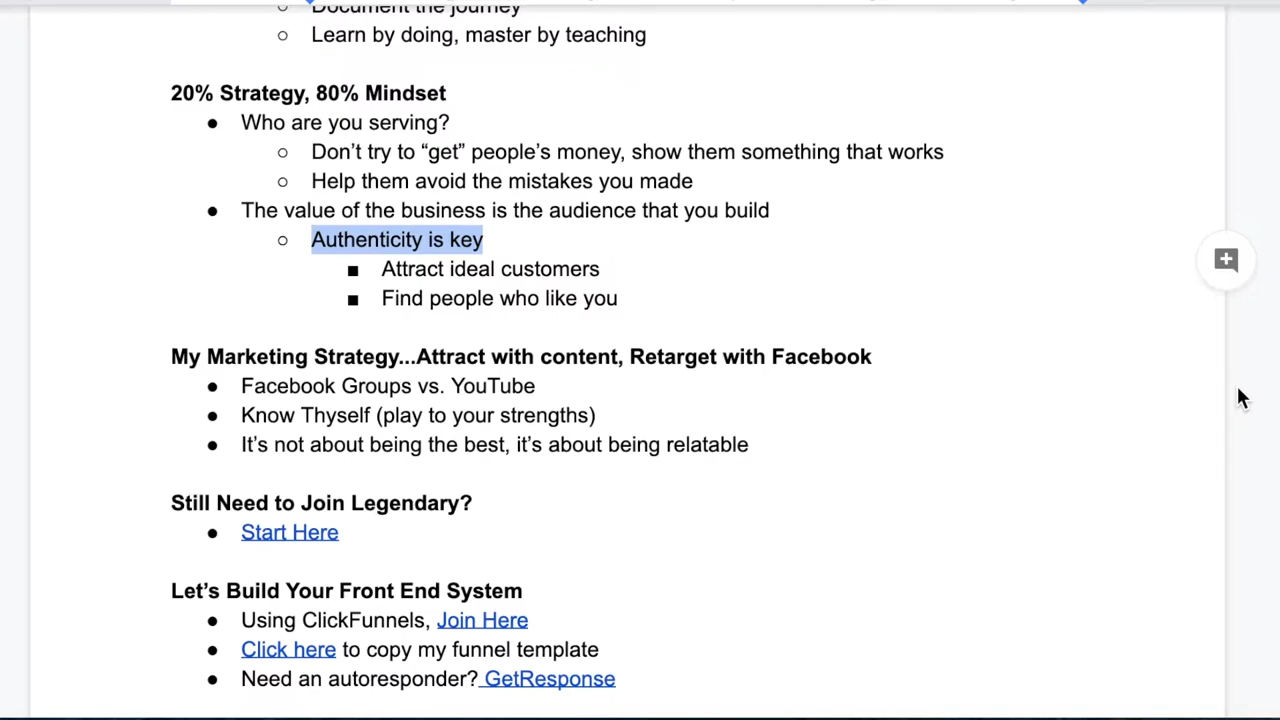 Document the journey
○ Learn by doing, master by teaching
20% Strategy, 80% Mindset
● Who are you serving?
○ Don’t try to “get” people’s money, show them something that works
○ Help them avoid the mistakes you made
● The value of the business is the audience that you build
○ Authenticity is key
■ Attract ideal customers
■ Find people who like you
My Marketing Strategy...Attract with content, Retarget with Facebook
● Facebook Groups vs. YouTube
● Know Thyself (play to your strengths)
● It’s not about being the best, it’s about being relatable
Still Need to Join Legendary?
● Start Here
Let’s Build Your Front End System
● Using ClickFunnels, Join Here
● Click here to copy my funnel template
● Need an autoresponder? GetResponse